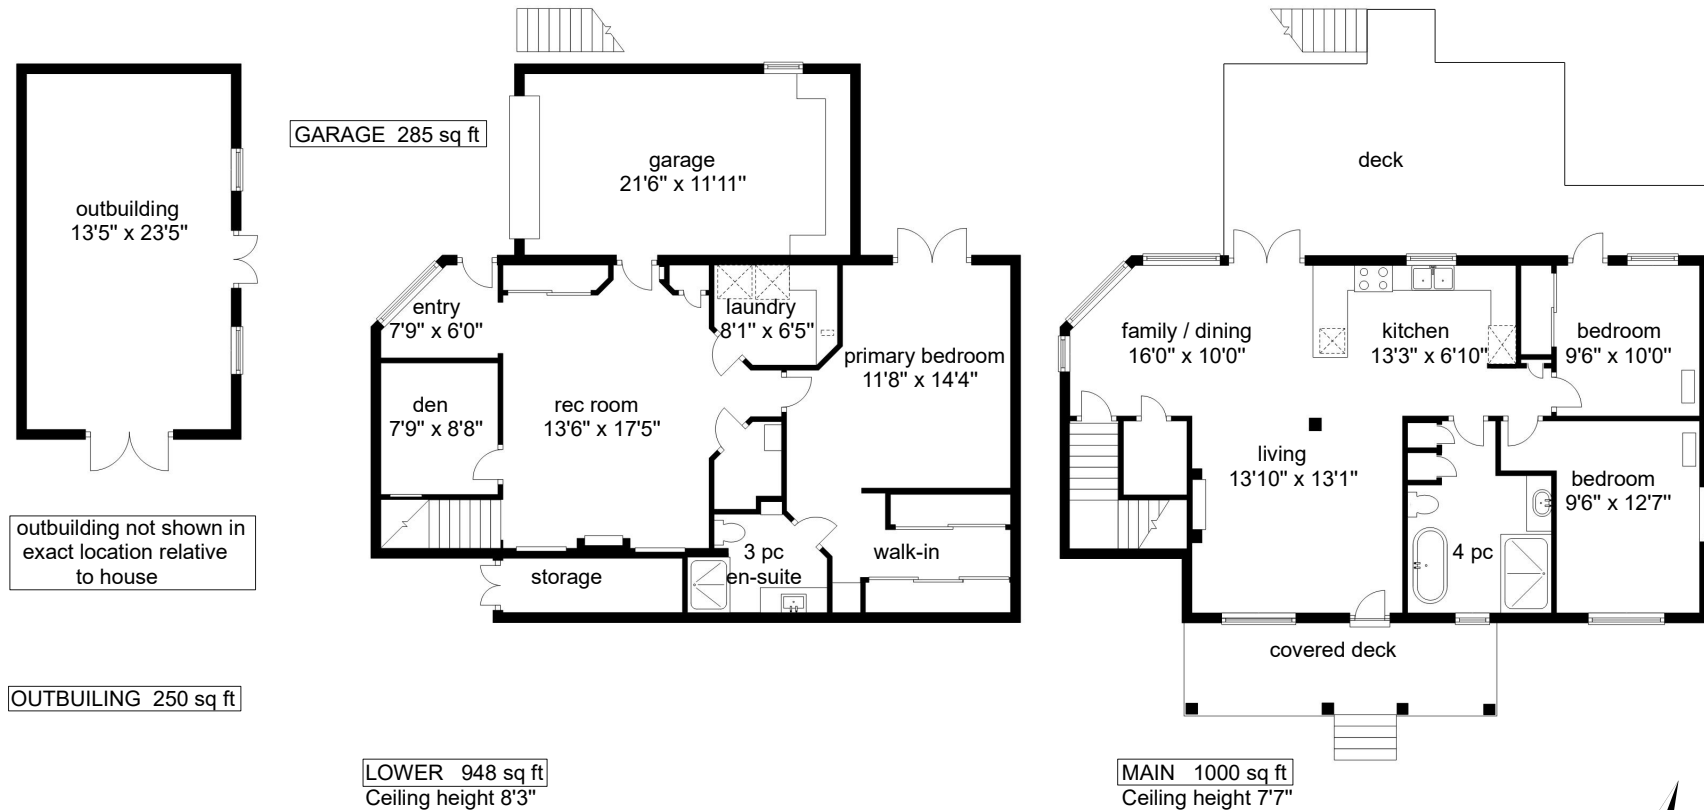 outbuilding
13'5" x 23'5"
outbuilding not shown in
exact location relative
to house
OUTBUILING 250 sq ft
GARAGE 285 sq ft
garage
21'6" x 11'11"
entry
7'9" x 6'0"
laundry
8'1" x 6'5"
primary bedroom
11'8" x 14'4"
den
7'9" x 8'8"
rec room
13'6" x 17'5"
3 pc
en-suite
walk-in
storage
LOWER 948 sq ft
Ceiling height 8'3"
deck
family / dining
16'0" x 10'0"
kitchen
13'3" x 6'10"
bedroom
9'6" x 10'0"
living
13'10" x 13'1"
bedroom
9'6" x 12'7"
4 pc
covered deck
MAIN 1000 sq ft
Ceiling height 7'7"